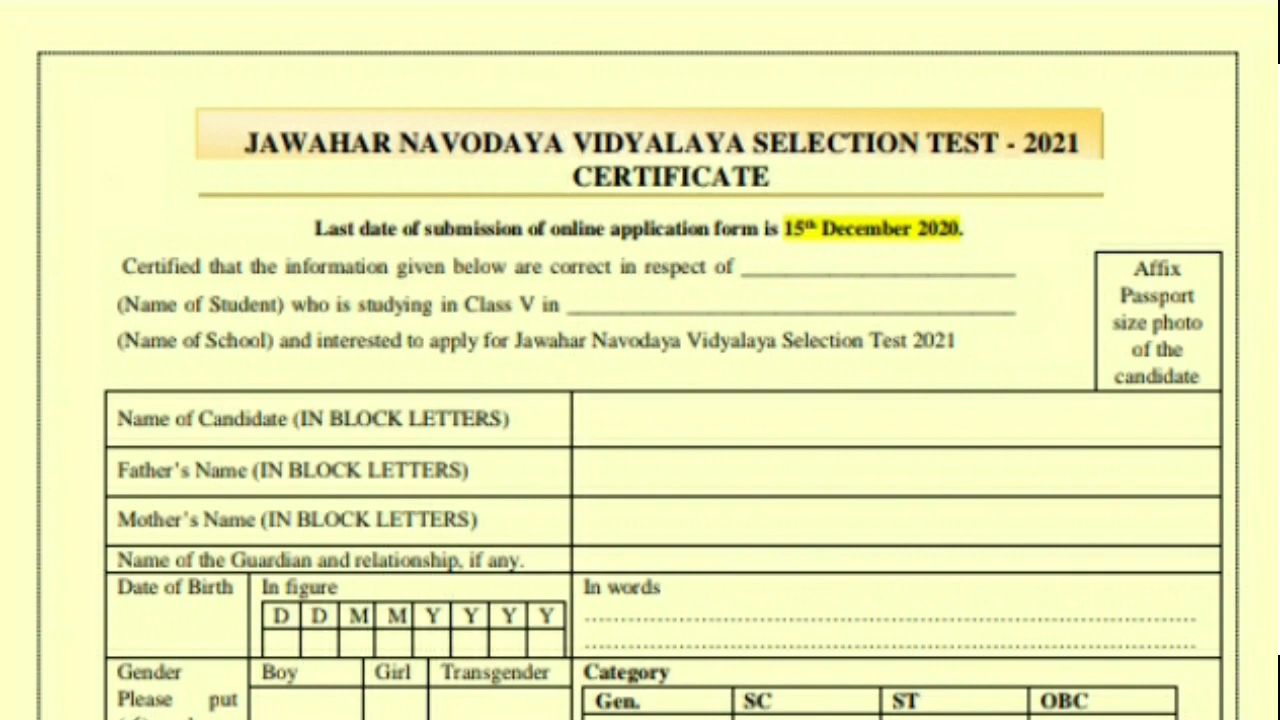 JAWAHAR NAVODAYA VIDYALAYA SELECTION TEST - 2021
CERTIFICATE
Last date of submission of online application form is 15th December 2020.
Certified that the information given below are correct in respect of
(Name of Student) who is studying in Class V in
(Name of School) and interested to apply for Jawahar Navodaya Vidyalaya Selection Test 2021
Affix
Passport
size photo
of the
candidate
Name of Candidate (IN BLOCK LETTERS)
Father's Name (IN BLOCK LETTERS)
Mother's Name (IN BLOCK LETTERS)
Name of the Guardian and relationship, if any.
Date of Birth
In figure
D D M M Y Y Y Y
In words
Gender
Please put
Boy Girl Transgender
Category
Gen. SC ST OBC